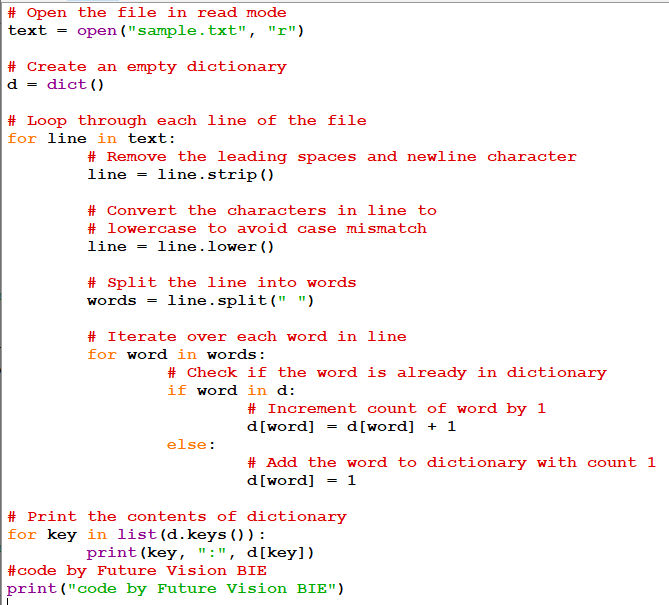 # Open the file in read mode
text = open("sample.txt", "r")
# Create an empty dictionary
d = dict()
# Loop through each line of the file
for line in text:
        # Remove the leading spaces and newline character
        line = line.strip()
        # Convert the characters in line to
        # lowercase to avoid case mismatch
        line = line.lower()
        # Split the line into words
        words = line.split(" ")
        # Iterate over each word in line
        for word in words:
                # Check if the word is already in dictionary
                if word in d:
                        # Increment count of word by 1
                        d[word] = d[word] + 1
                else:
                        # Add the word to dictionary with count 1
                        d[word] = 1
# Print the contents of dictionary
for key in list(d.keys()):
        print(key, ":", d[key])
#code by Future Vision BIE
print("code by Future Vision BIE")